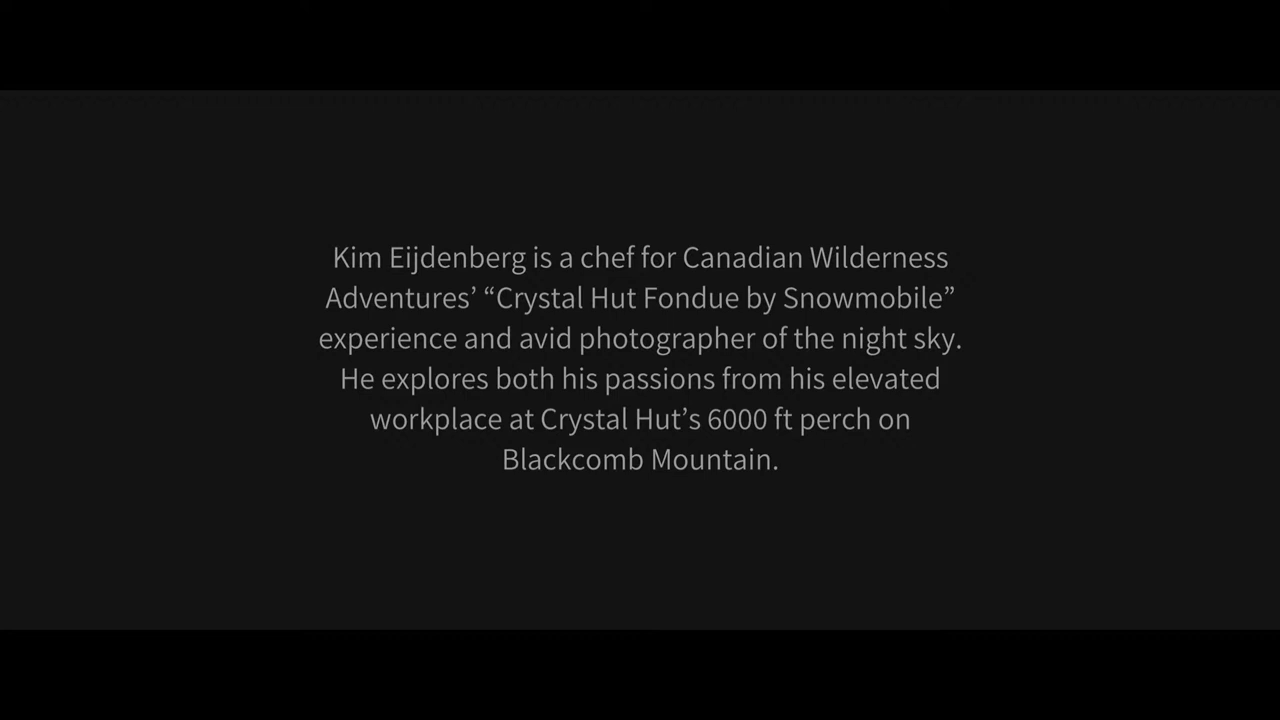 Kim Eijdenberg is a chef for Canadian Wilderness
Adventures’ “Crystal Hut Fondue by Snowmobile”
experience and avid photographer of the night sky.
He explores both his passions from his elevated
workplace at Crystal Hut’s 6000 ft perch on
Blackcomb Mountain.